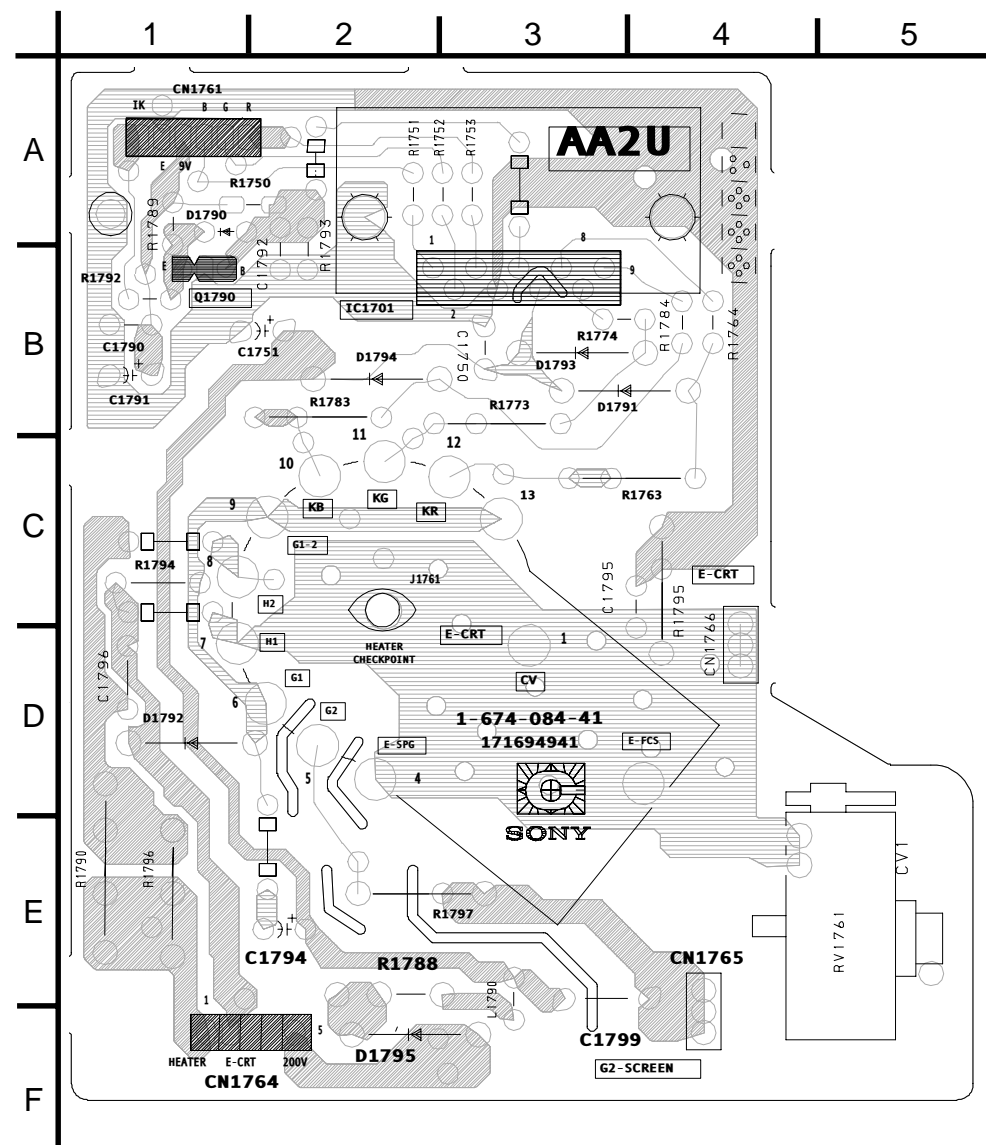 1 2 3 4 5
A
B
C
D
E
F
CN1761
IK B G R
E 9V
AA2U
R1751
R1752
R1753
R1750
D1790
R1789
C1792
R1793
R1792
E B
Q1790
IC1701
1 8
9
2
C1790
C1751
C1791
D1794
C1750
D1793
R1774
R1784
R1764
R1783
R1773
D1791
11
12
10
13
9
KB
KG
KR
R1763
G1-2
8
R1794
J1761
C1795
E-CRT
R1795
H2
H1
7
E-CRT
1
CN1766
HEATER
CHECKPOINT
C1796
G1
CV
6
G2
D1792
1-674-084-41
171694941
E-SPG
E-FCS
5
4
SONY
R1790
R1796
CV1
RV1761
R1797
C1794
R1788
CN1765
L1790
1
5
HEATER E-CRT 200V
CN1764
D1795
C1799
G2-SCREEN